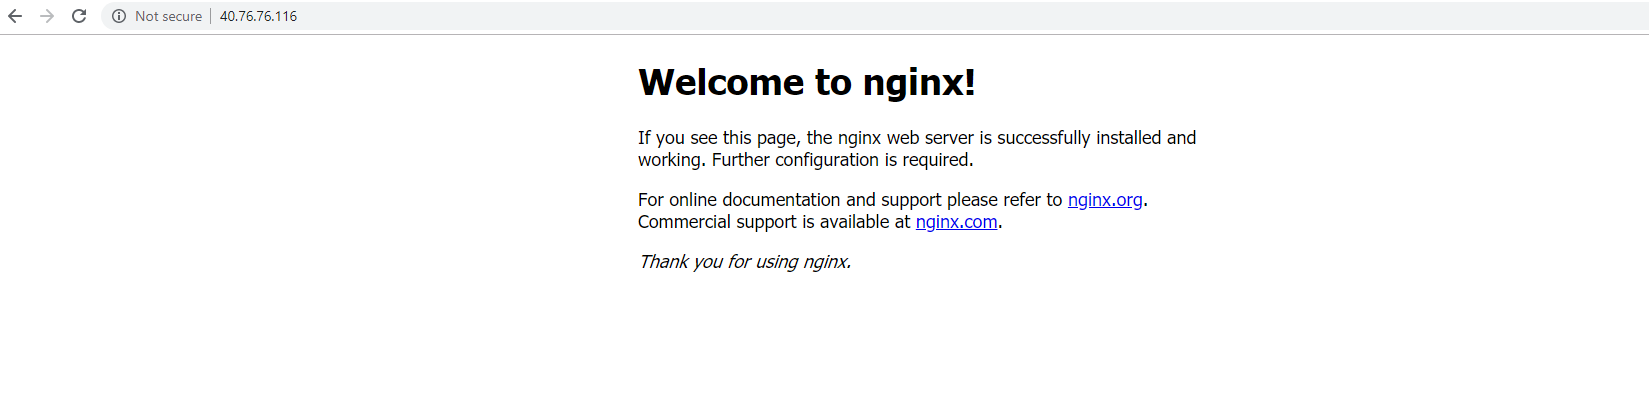 Not secure | 40.76.76.116
Welcome to nginx!
If you see this page, the nginx web server is successfully installed and
working. Further configuration is required.
For online documentation and support please refer to nginx.org.
Commercial support is available at nginx.com.
Thank you for using nginx.